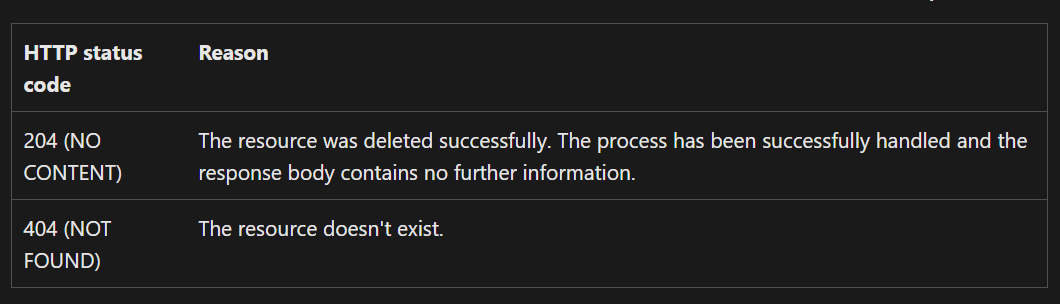 HTTP status code
Reason
204 (NO CONTENT)
The resource was deleted successfully. The process has been successfully handled and the
response body contains no further information.
404 (NOT FOUND)
The resource doesn't exist.